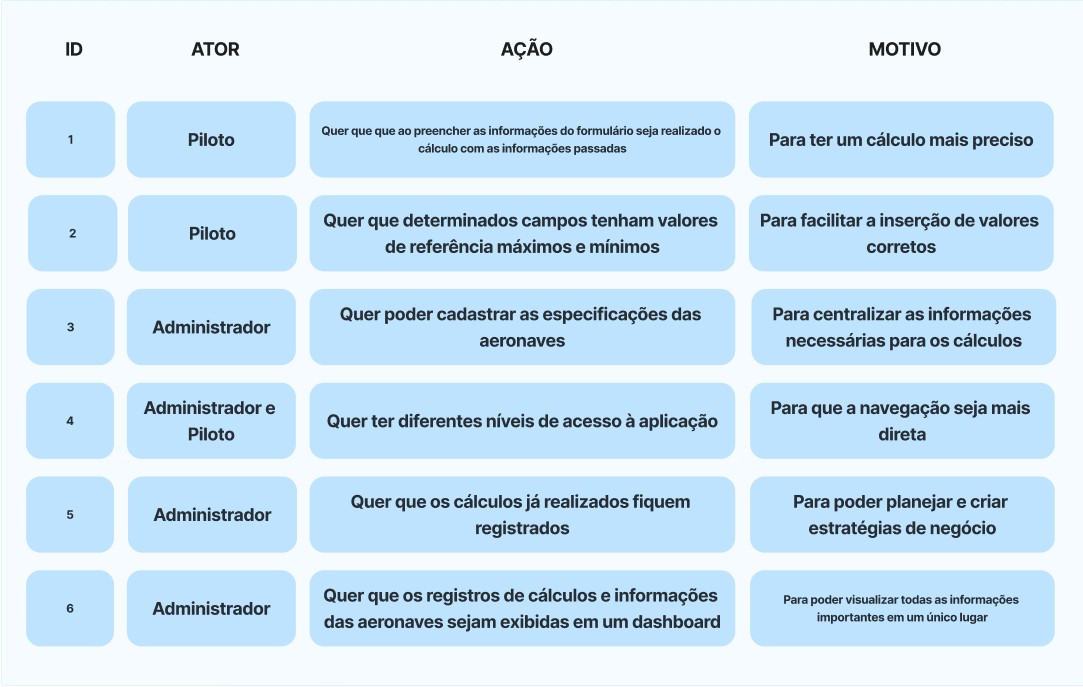 ID ATOR AÇÃO MOTIVO
1 Piloto Quer que que ao preencher as informações do formulário seja realizado o Para ter um cálculo mais preciso
cálculo com as informações passadas
2 Piloto Quer que determinados campos tenham valores Para facilitar a inserção de valores
de referência máximos e mínimos corretos
3 Administrador Quer poder cadastrar as especificações das Para centralizar as informações
aeronaves necessárias para os cálculos
4 Administrador e Quer ter diferentes níveis de acesso à aplicação Para que a navegação seja mais
Piloto direta
5 Administrador Quer que os cálculos já realizados fiquem Para poder planejar e criar
registrados estratégias de negócio
6 Administrador Quer que os registros de cálculos e informações Para poder visualizar todas as informações
das aeronaves sejam exibidas em um dashboard importantes em um único lugar